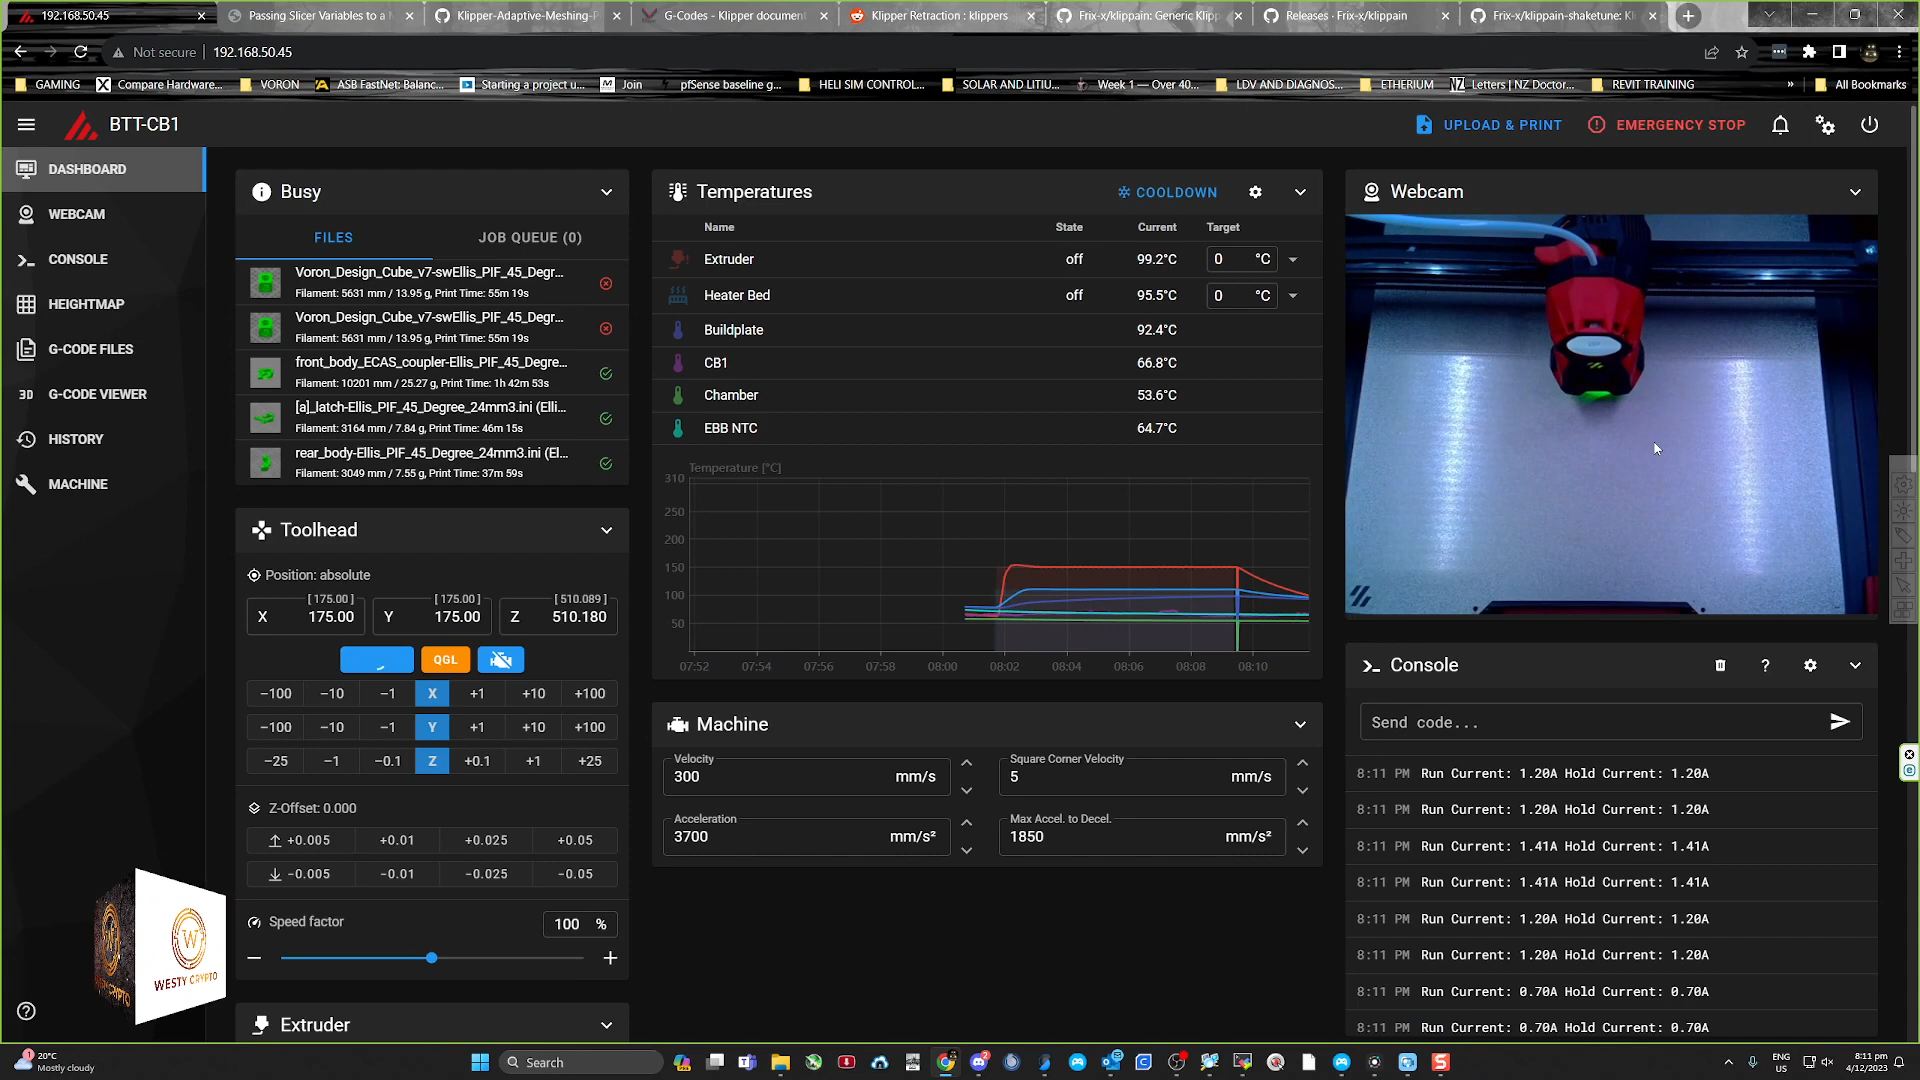 192.168.50.45
Passing Slicer Variables to a
Klipper-Adaptive-Meshing-P
G-Codes - Klipper document
Klipper Retraction : klippers
Frix-x/klippain: Generic Klipp
Releases · Frix-x/klippain
Frix-x/klippain-shaketune: Kl
Not secure
192.168.50.45
GAMING
Compare Hardware...
VORON
ASB FastNet: Balanc...
Starting a project u...
Join
pfSense baseline g...
HELI SIM CONTROL...
SOLAR AND LITIU...
Week 1 — Over 40...
LDV AND DIAGNOS...
ETHERIUM
Letters | NZ Doctor...
REVIT TRAINING
»
All Bookmarks
BTT-CB1
UPLOAD & PRINT
EMERGENCY STOP
DASHBOARD
WEBCAM
CONSOLE
HEIGHTMAP
G-CODE FILES
3D G-CODE VIEWER
HISTORY
MACHINE
Busy
FILES
JOB QUEUE (0)
Voron_Design_Cube_v7-swEllis_PIF_45_Degr...
Filament: 5631 mm / 13.95 g, Print Time: 55m 19s
Voron_Design_Cube_v7-swEllis_PIF_45_Degr...
Filament: 5631 mm / 13.95 g, Print Time: 55m 19s
front_body_ECAS_coupler-Ellis_PIF_45_Degre...
Filament: 10201 mm / 25.27 g, Print Time: 1h 42m 53s
[a]_latch-Ellis_PIF_45_Degree_24mm3.ini (Elli...
Filament: 3164 mm / 7.84 g, Print Time: 46m 15s
rear_body-Ellis_PIF_45_Degree_24mm3.ini (El...
Filament: 3049 mm / 7.55 g, Print Time: 37m 59s
Toolhead
Position: absolute
[ 175.00 ]
[ 175.00 ]
[ 510.089 ]
X 175.00
Y 175.00
Z 510.180
QGL
−100 −10 −1 X +1 +10 +100
−100 −10 −1 Y +1 +10 +100
−25 −1 −0.1 Z +0.1 +1 +25
Z-Offset: 0.000
+0.005 +0.01 +0.025 +0.05
−0.005 −0.01 −0.025 −0.05
Speed factor
100 %
Extruder
Temperatures
COOLDOWN
Name State Current Target
Extruder off 99.2°C 0 °C
Heater Bed off 95.5°C 0 °C
Buildplate 92.4°C
CB1 66.8°C
Chamber 53.6°C
EBB NTC 64.7°C
Temperature [°C]
310
250
200
150
100
50
07:52 07:54 07:56 07:58 08:00 08:02 08:04 08:06 08:08 08:10
Machine
Velocity
300 mm/s
Square Corner Velocity
5 mm/s
Acceleration
3700 mm/s²
Max Accel. to Decel.
1850 mm/s²
Webcam
Console
Send code...
8:11 PM Run Current: 1.20A Hold Current: 1.20A
8:11 PM Run Current: 1.20A Hold Current: 1.20A
8:11 PM Run Current: 1.41A Hold Current: 1.41A
8:11 PM Run Current: 1.41A Hold Current: 1.41A
8:11 PM Run Current: 1.20A Hold Current: 1.20A
8:11 PM Run Current: 1.20A Hold Current: 1.20A
8:11 PM Run Current: 0.70A Hold Current: 0.70A
8:11 PM Run Current: 0.70A Hold Current: 0.70A
W
WESTY CRYPTO
1
20°C
Mostly cloudy
Search
2
ENG
US
8:11 pm
4/12/2023